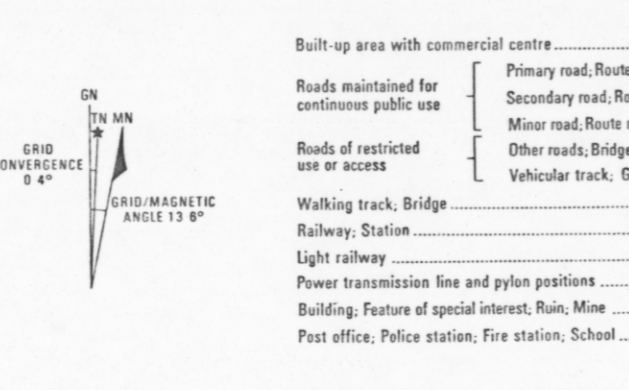 GN
TN MN
GRID
ONVERGENCE
0 4°
GRID/MAGNETIC
ANGLE 13 6°
Built-up area with commercial centre
Roads maintained for
continuous public use
Primary road; Route
Secondary road; Ro
Minor road; Route
Roads of restricted
use or access
Other roads; Bridge
Vehicular track; G
Walking track; Bridge
Railway; Station
Light railway
Power transmission line and pylon positions
Building; Feature of special interest; Ruin; Mine
Post office; Police station; Fire station; School